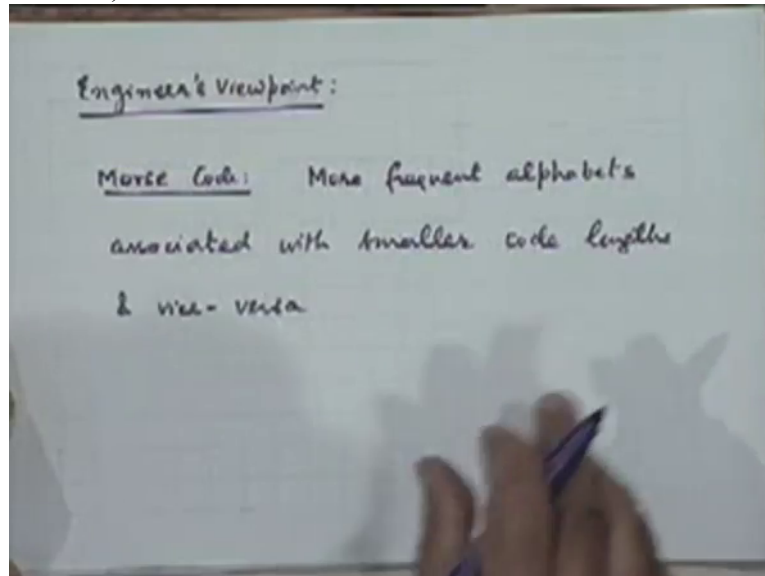 Engineer's Viewpoint:
Morse Code: More frequent alphabets
associated with smaller code lengths
& vice-versa